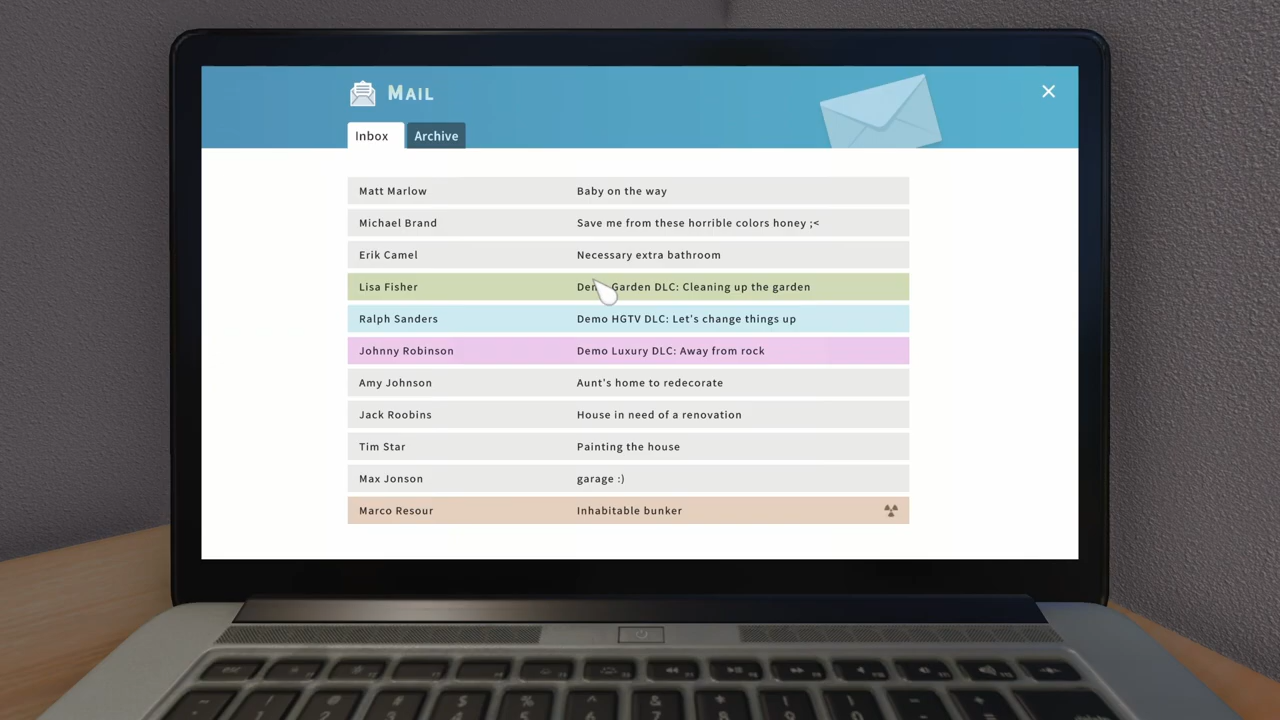 Mail
Inbox Archive
Matt Marlow Baby on the way
Michael Brand Save me from these horrible colors honey ;<
Erik Camel Necessary extra bathroom
Lisa Fisher Demo Garden DLC: Cleaning up the garden
Ralph Sanders Demo HGTV DLC: Let's change things up
Johnny Robinson Demo Luxury DLC: Away from rock
Amy Johnson Aunt's home to redecorate
Jack Roobins House in need of a renovation
Tim Star Painting the house
Max Jonson garage :)
Marco Resour Inhabitable bunker
esc